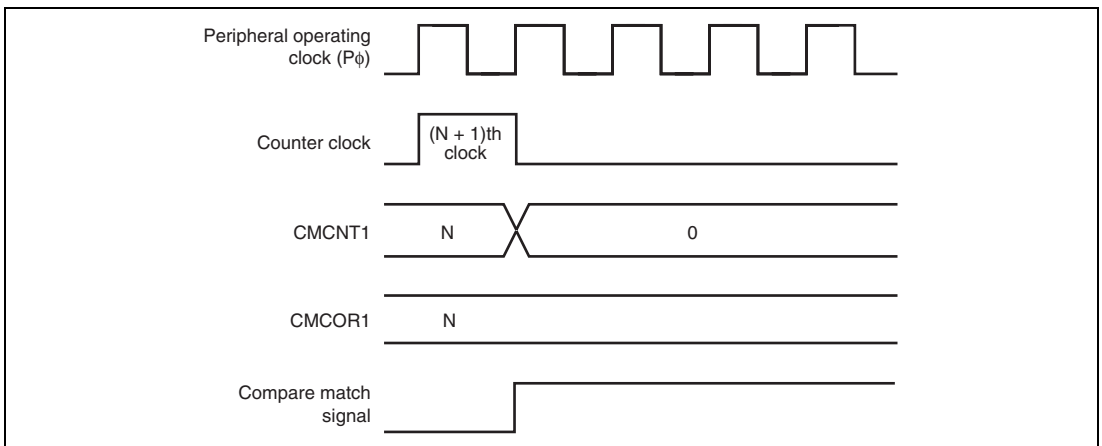 Peripheral operating
clock (Pϕ)
Counter clock
(N + 1)th
clock
CMCNT1
N
0
CMCOR1
N
Compare match
signal